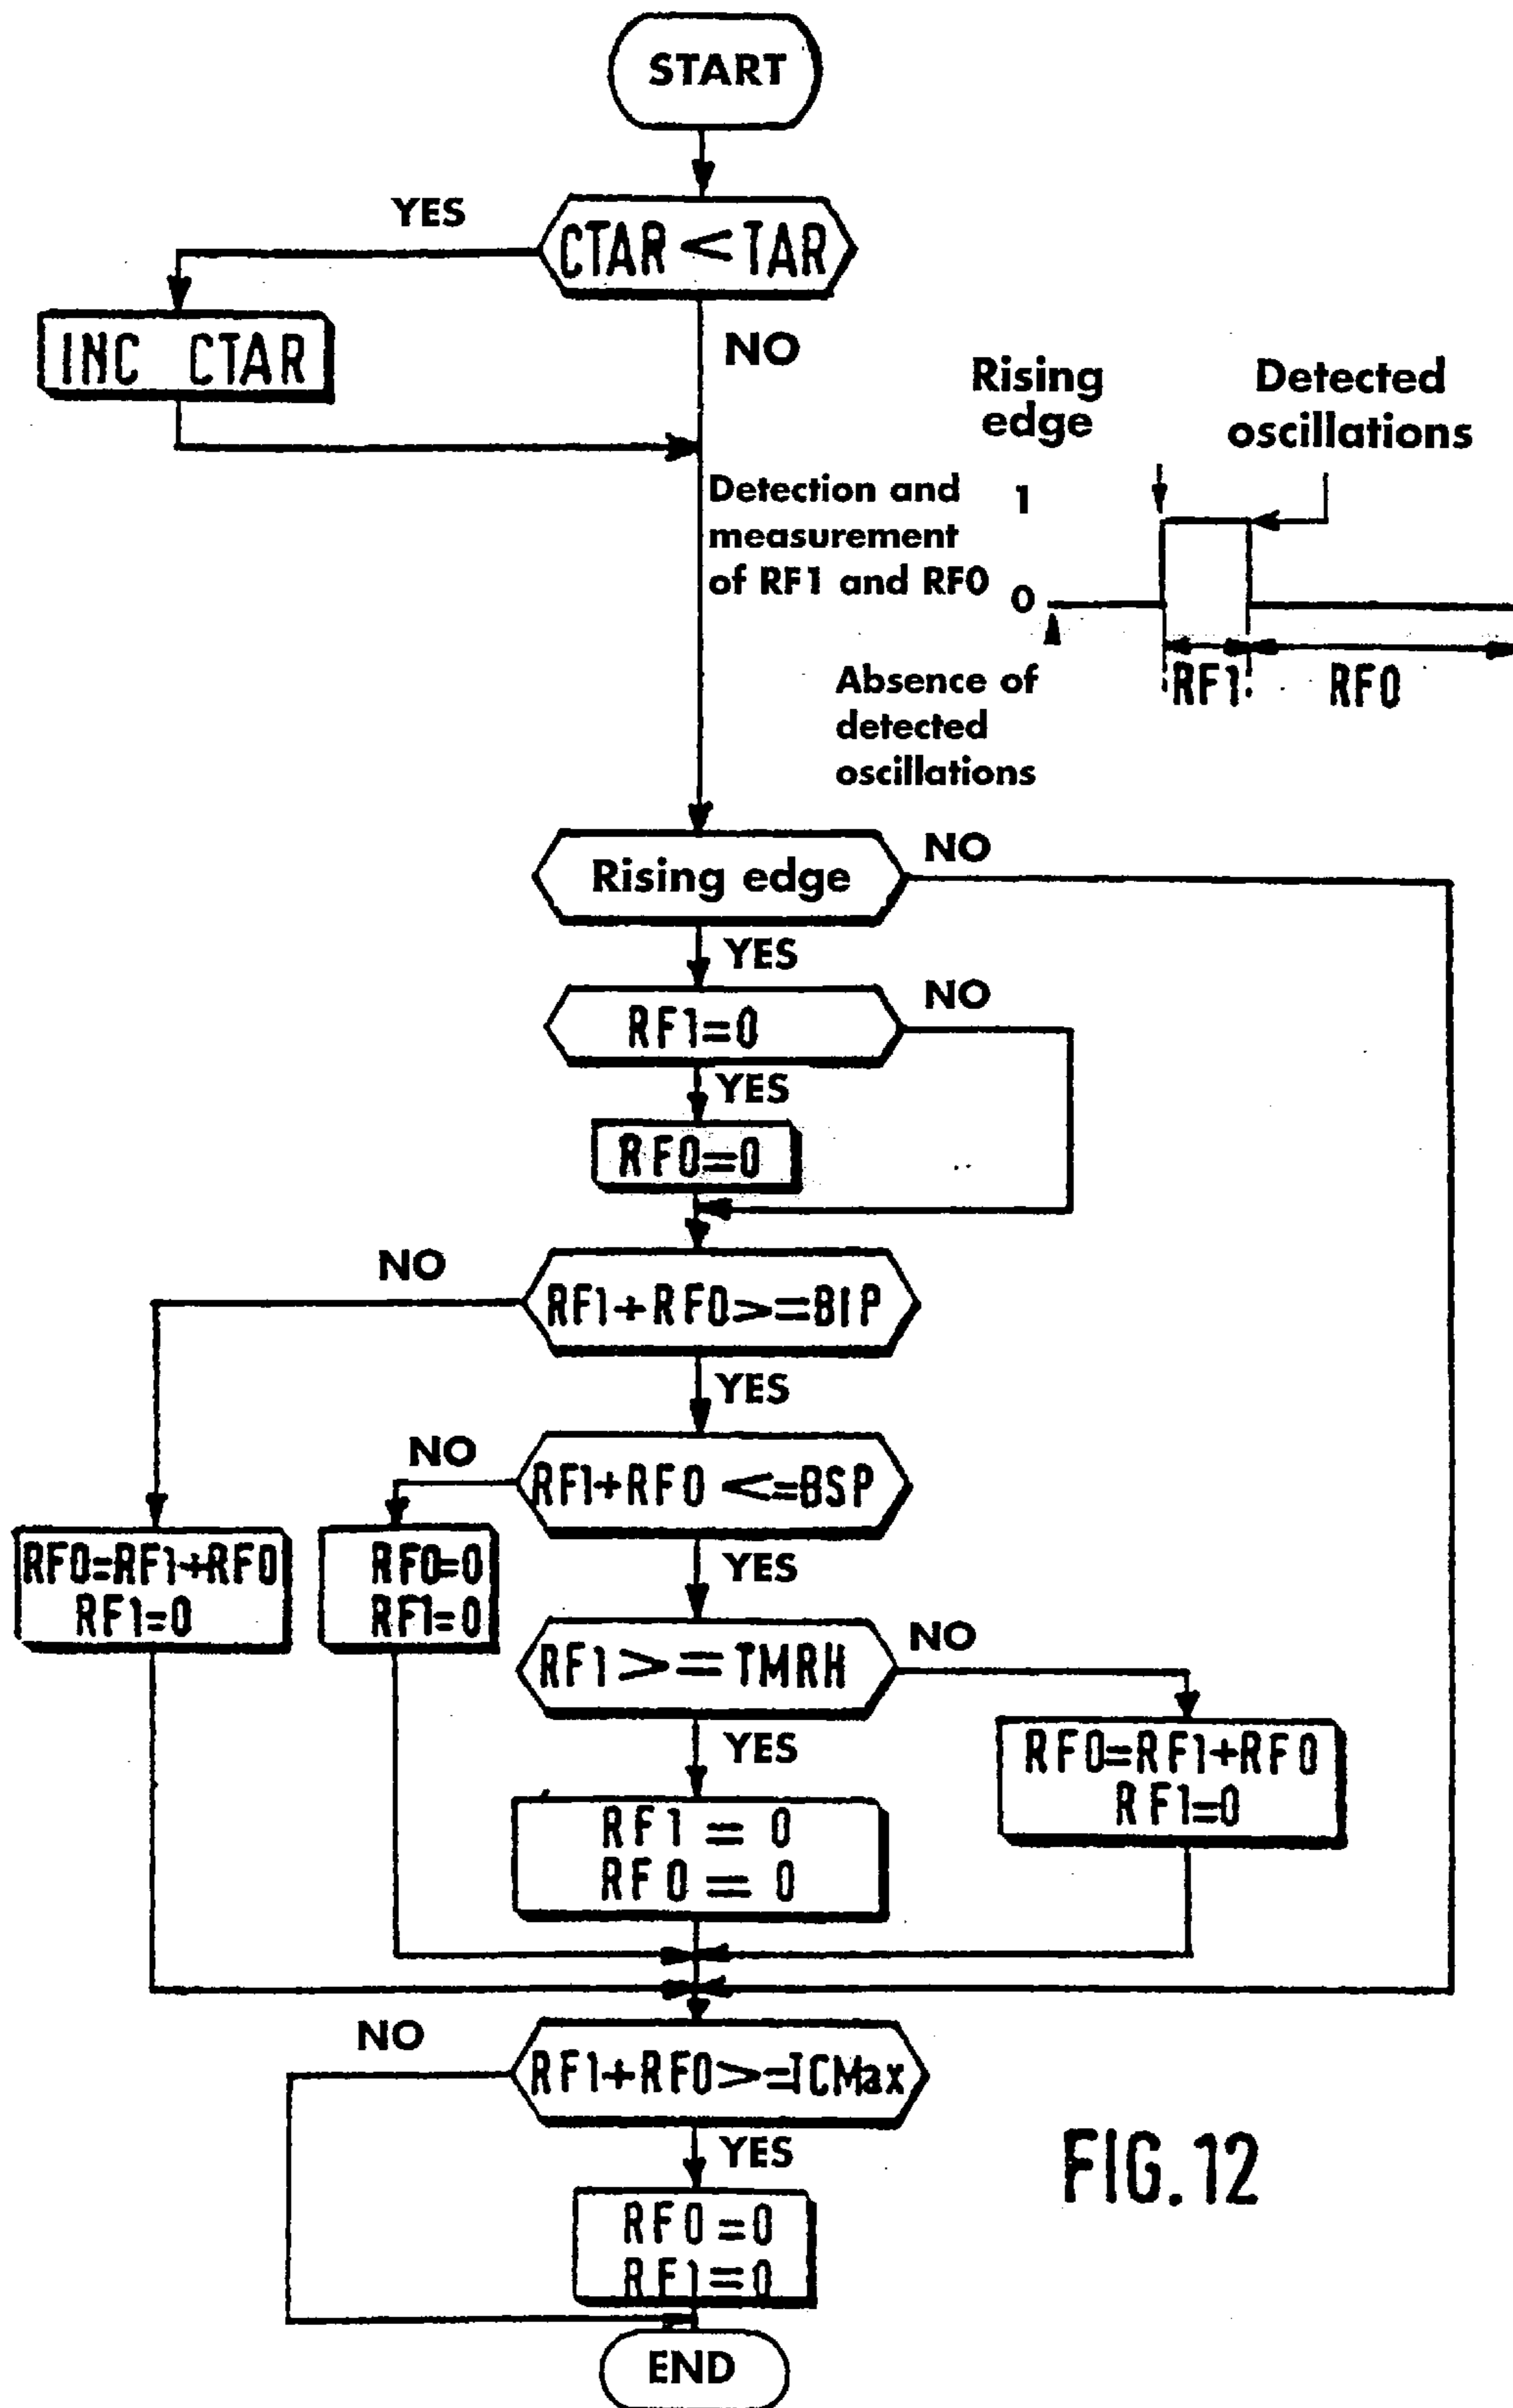 START
YES
CTAR < TAR
INC CTAR
NO
Rising
edge
Detected
oscillations
Detection and
measurement
of RF1 and RF0
1
0
RF1
RF0
Absence of
detected
oscillations
Rising edge
NO
YES
RF1=0
NO
YES
RF0=0
NO
RF1+RF0>=BIP
YES
NO
RF1+RF0 <=BSP
RF0=RF1+RF0
RF1=0
RF0=0
RF1=0
YES
RF1>=TMRH
NO
YES
RF0=RF1+RF0
RF1=0
RF1 = 0
RF0 = 0
NO
RF1+RF0>=TCMax
YES
RF0=0
RF1=0
FIG.12
END